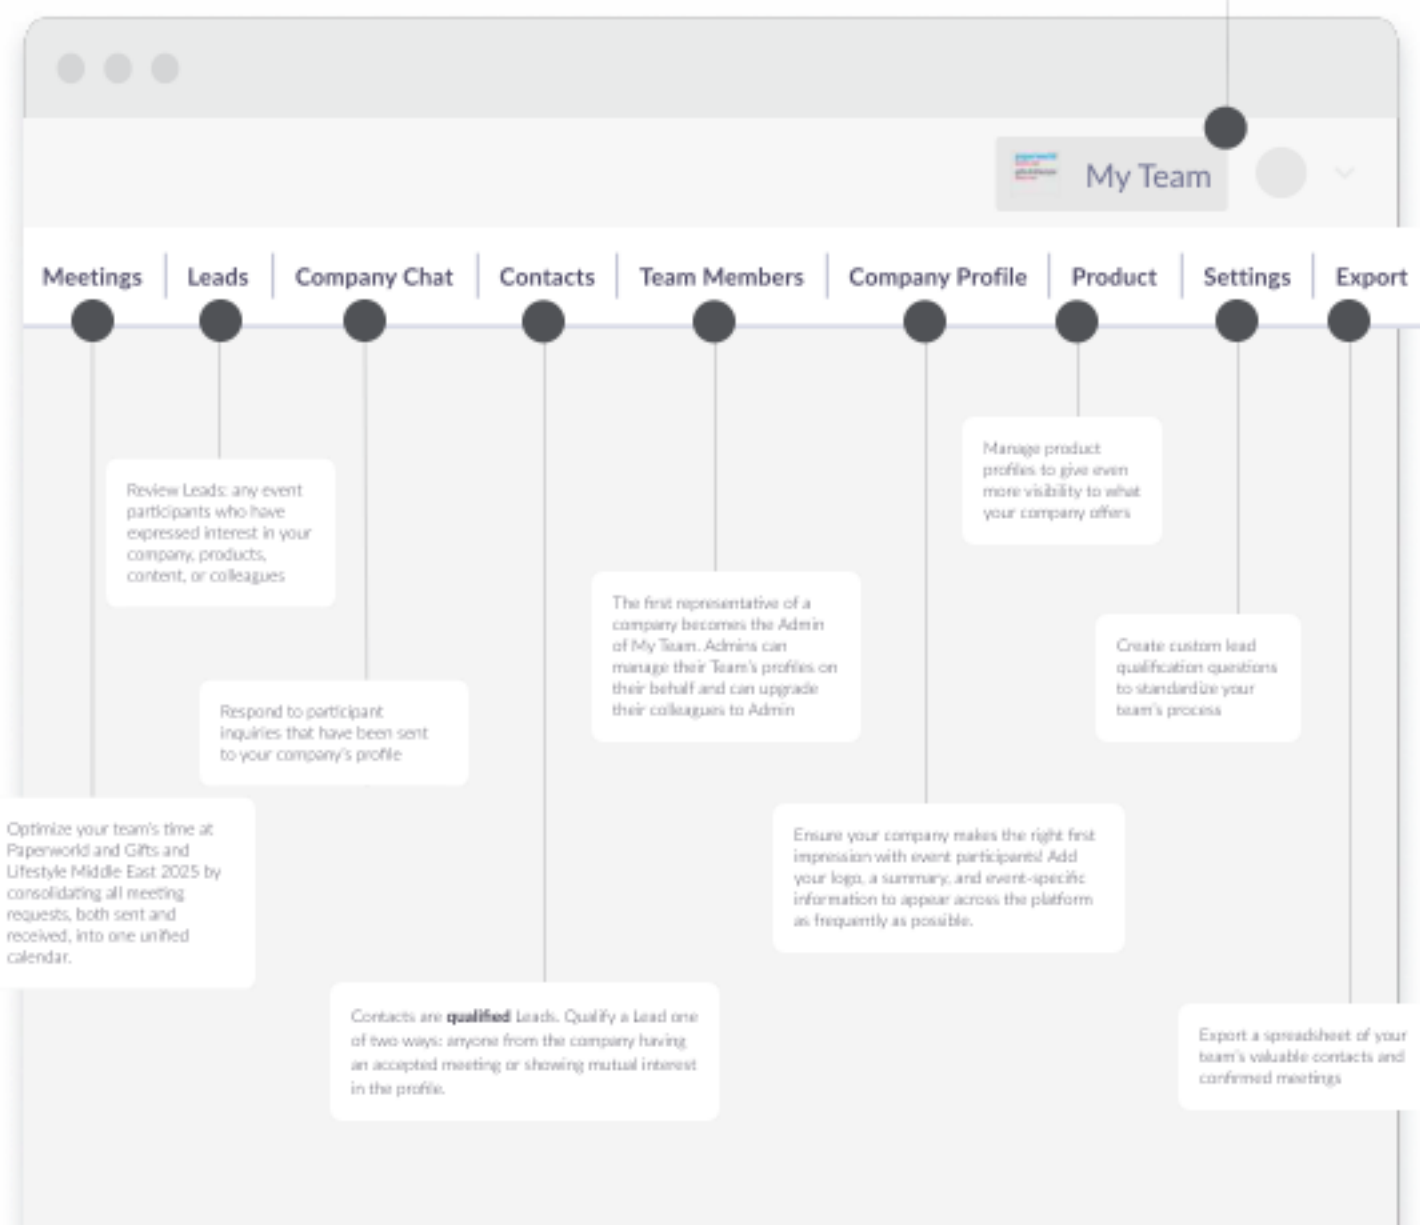 My Team
Meetings
Leads
Company Chat
Contacts
Team Members
Company Profile
Product
Settings
Export
Manage product
profiles to give even
more visibility to what
your company offers
Review Leads: any event
participants who have
expressed interest in your
company, products,
content, or colleagues
The first representative of a
company becomes the Admin
of My Team. Admins can
manage their Team's profiles on
their behalf and can upgrade
their colleagues to Admin
Create custom lead
qualification questions
to standardize your
team's process
Respond to participant
inquiries that have been sent
to your company's profile
Optimize your team's time at
Paperworld and Gifts and
Lifestyle Middle East 2025 by
consolidating all meeting
requests, both sent and
received, into one unified
calendar.
Ensure your company makes the right first
impression with event participants! Add
your logo, a summary, and event-specific
information to appear across the platform
as frequently as possible.
Contacts are qualified Leads. Qualify a Lead one
of two ways: anyone from the company having
an accepted meeting or showing mutual interest
in the profile.
Export a spreadsheet of your
team's valuable contacts and
confirmed meetings